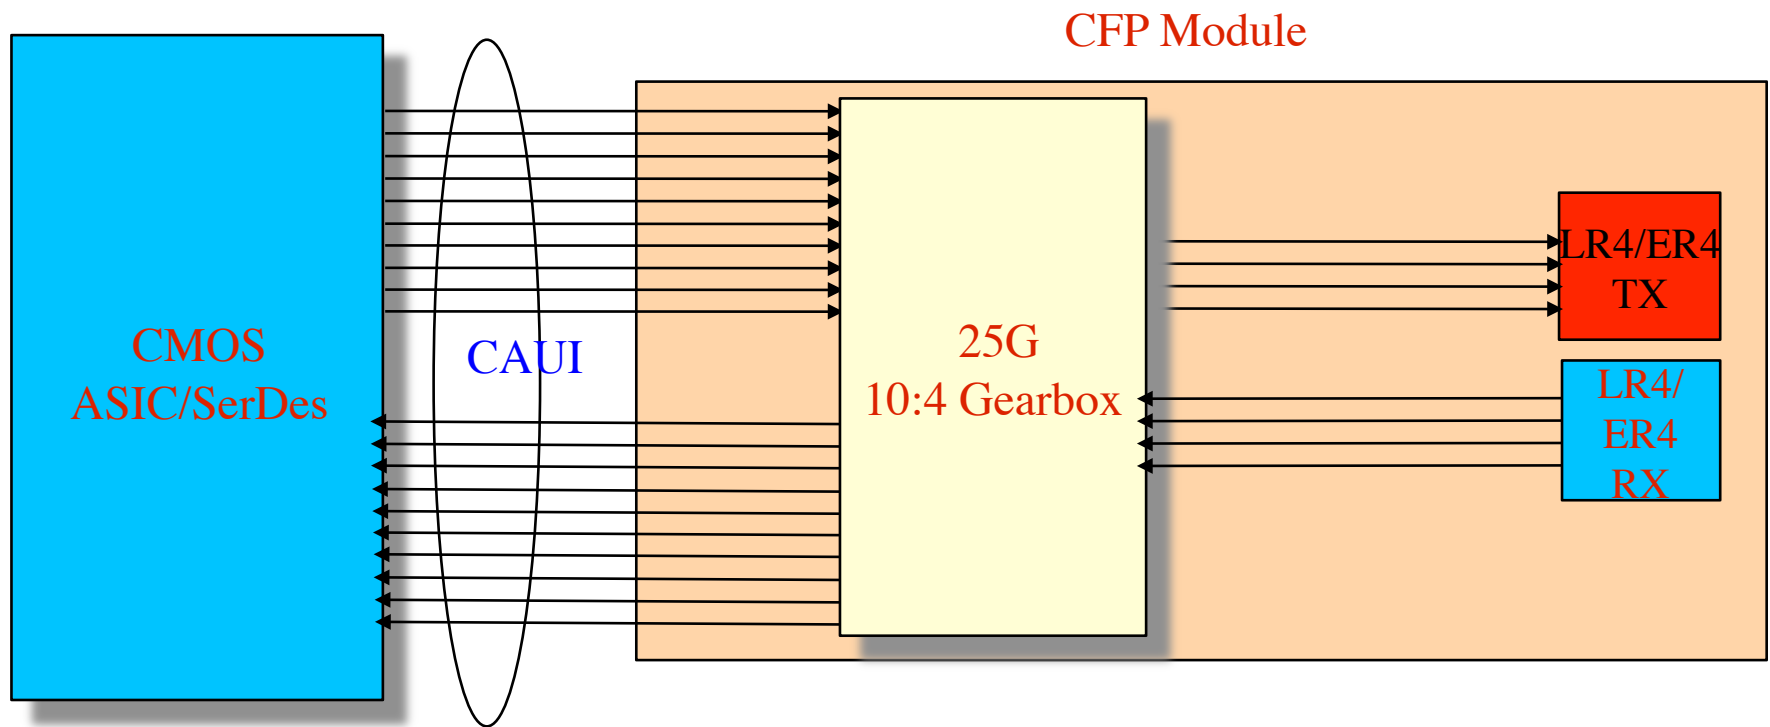 CFP Module
CMOS
ASIC/SerDes
CAUI
25G
10:4 Gearbox
LR4/ER4
TX
LR4/
ER4
RX